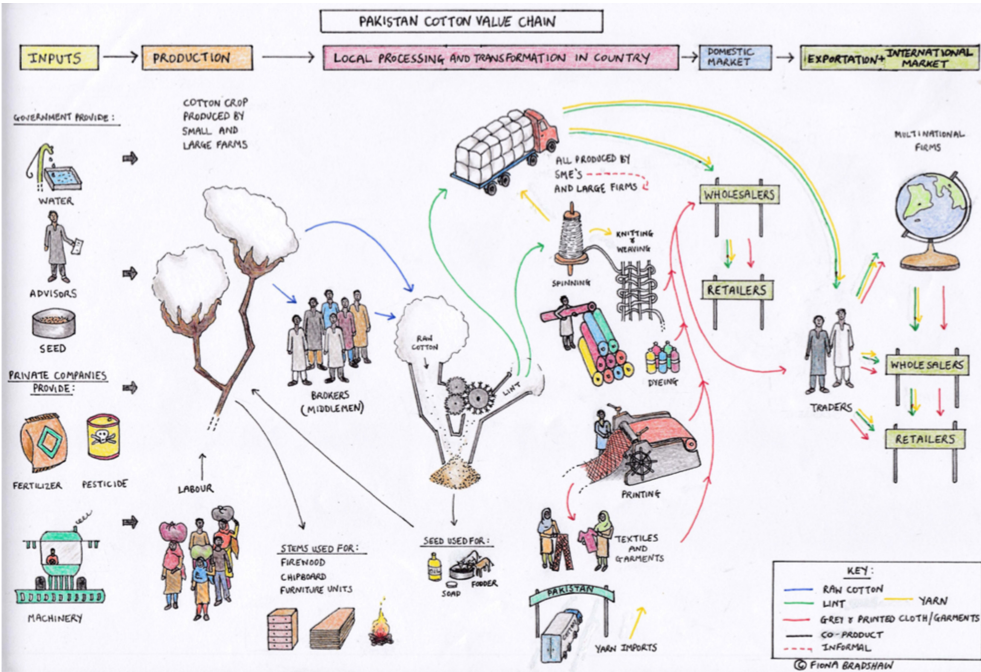 PAKISTAN COTTON VALUE CHAIN
INPUTS
PRODUCTION
LOCAL PROCESSING AND TRANSFORMATION IN COUNTRY
DOMESTIC
MARKET
EXPORTATION + INTERNATIONAL
MARKET
GOVERNMENT PROVIDE:
WATER
ADVISORS
SEED
PRIVATE COMPANIES
PROVIDE:
FERTILIZER
PESTICIDE
MACHINERY
COTTON CROP
PRODUCED BY
SMALL AND
LARGE FARMS
LABOUR
BROKERS
(MIDDLEMEN)
STEMS USED FOR:
FIREWOOD
CHIPBOARD
FURNITURE UNITS
RAW
COTTON
LINT
SEED USED FOR:
SOAP
FODDER
ALL PRODUCED BY
SME'S
AND LARGE FIRMS
SPINNING
KNITTING
&
WEAVING
DYEING
PRINTING
TEXTILES
AND
GARMENTS
PAKISTAN
YARN IMPORTS
WHOLESALERS
RETAILERS
TRADERS
MULTINATIONAL
FIRMS
WHOLESALERS
RETAILERS
KEY:
RAW COTTON
LINT
YARN
GREY & PRINTED CLOTH/GARMENTS
CO-PRODUCT
INFORMAL
© FIONA BRADSHAW